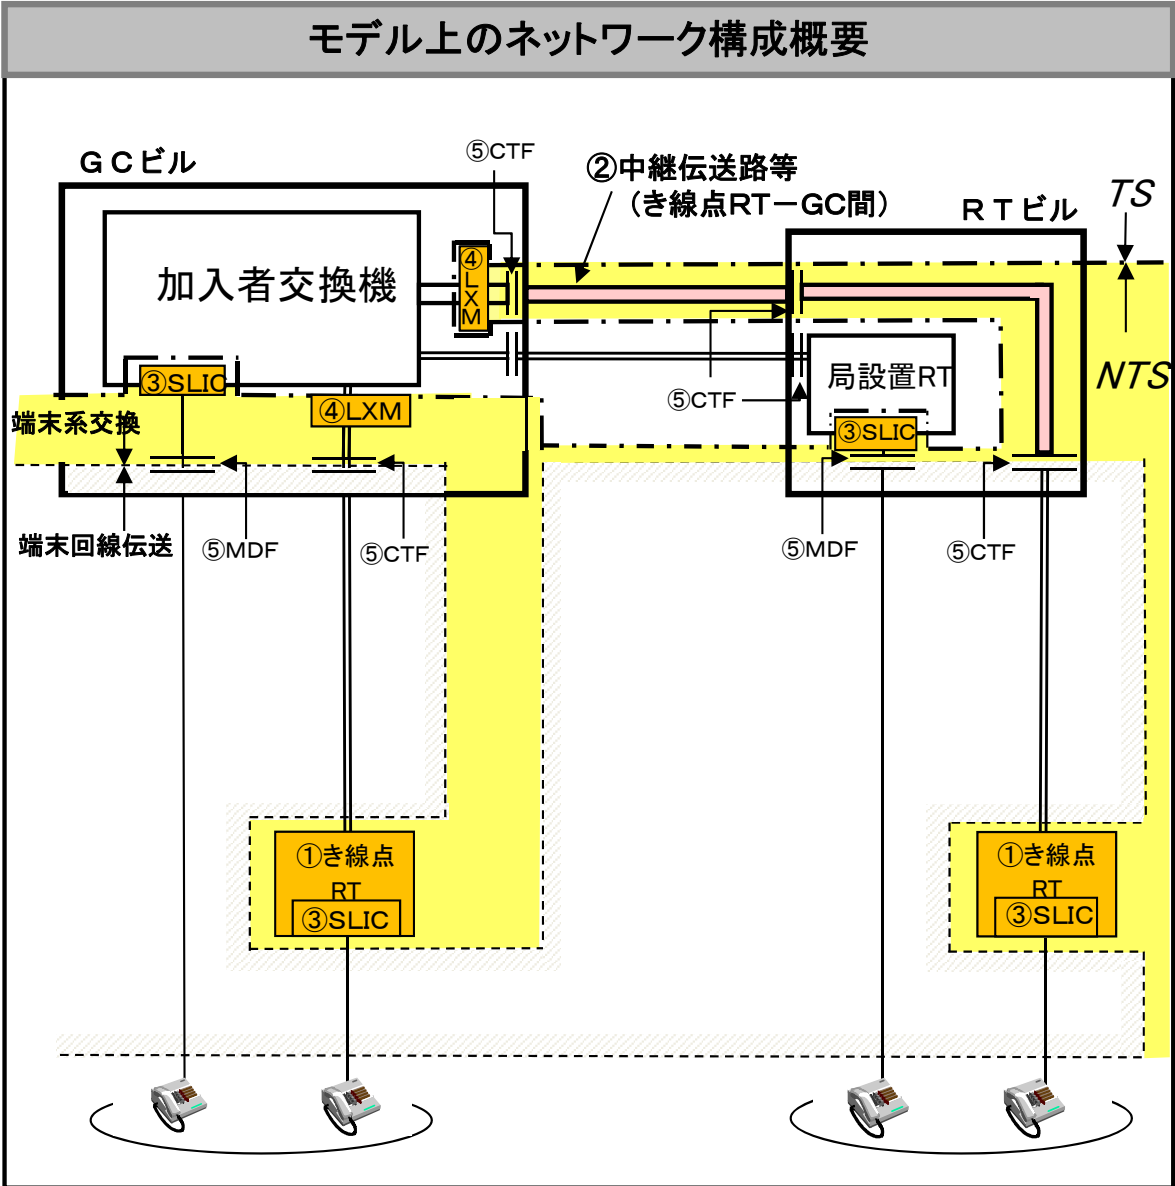 モデル上のネットワーク構成概要
GCビル
⑤CTF
②中継伝送路等
（き線点RT－GC間）
RTビル
TS
NTS
加入者交換機
④LXM
⑤CTF
局設置RT
③SLIC
④LXM
③SLIC
端末系交換
端末回線伝送
⑤MDF
⑤CTF
⑤MDF
⑤CTF
①き線点
RT
③SLIC
①き線点
RT
③SLIC